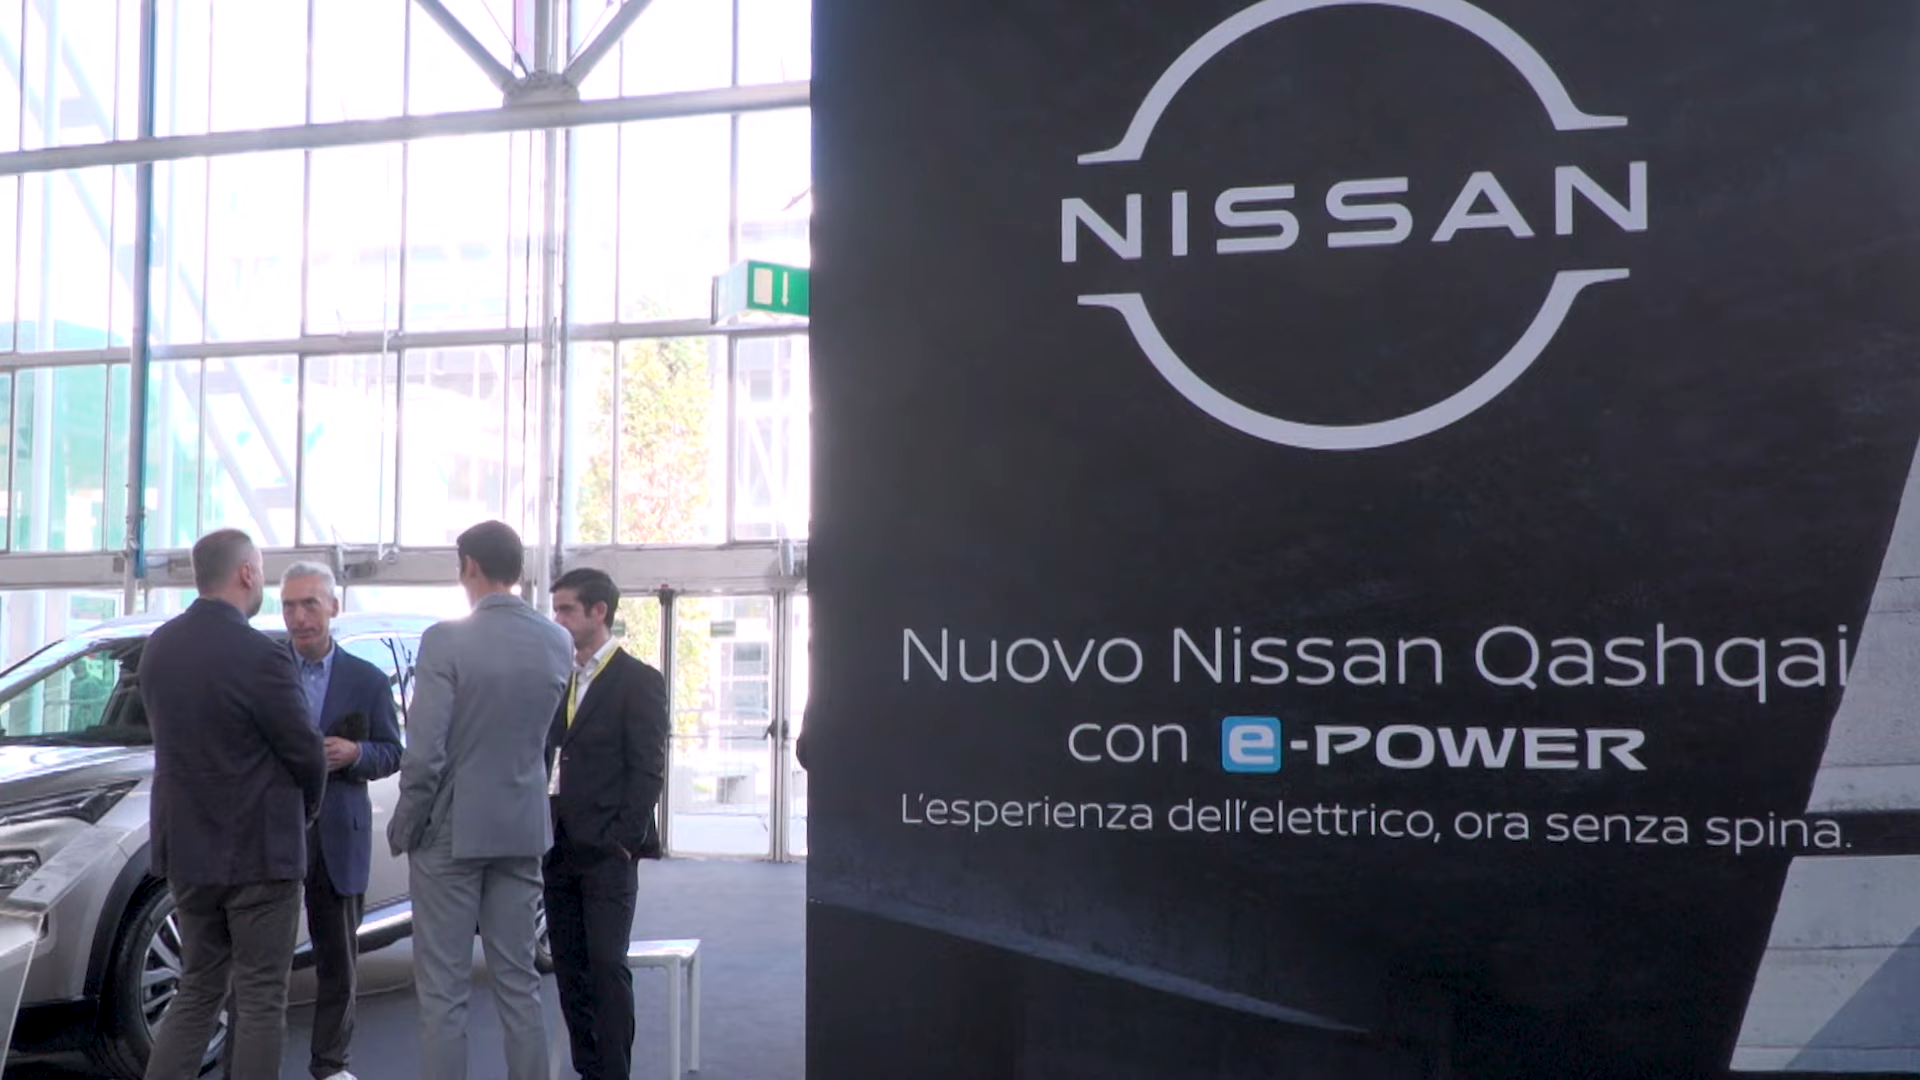 NISSAN
Nuovo Nissan Qashqai
con e-POWER
L'esperienza dell'elettrico, ora senza spina.